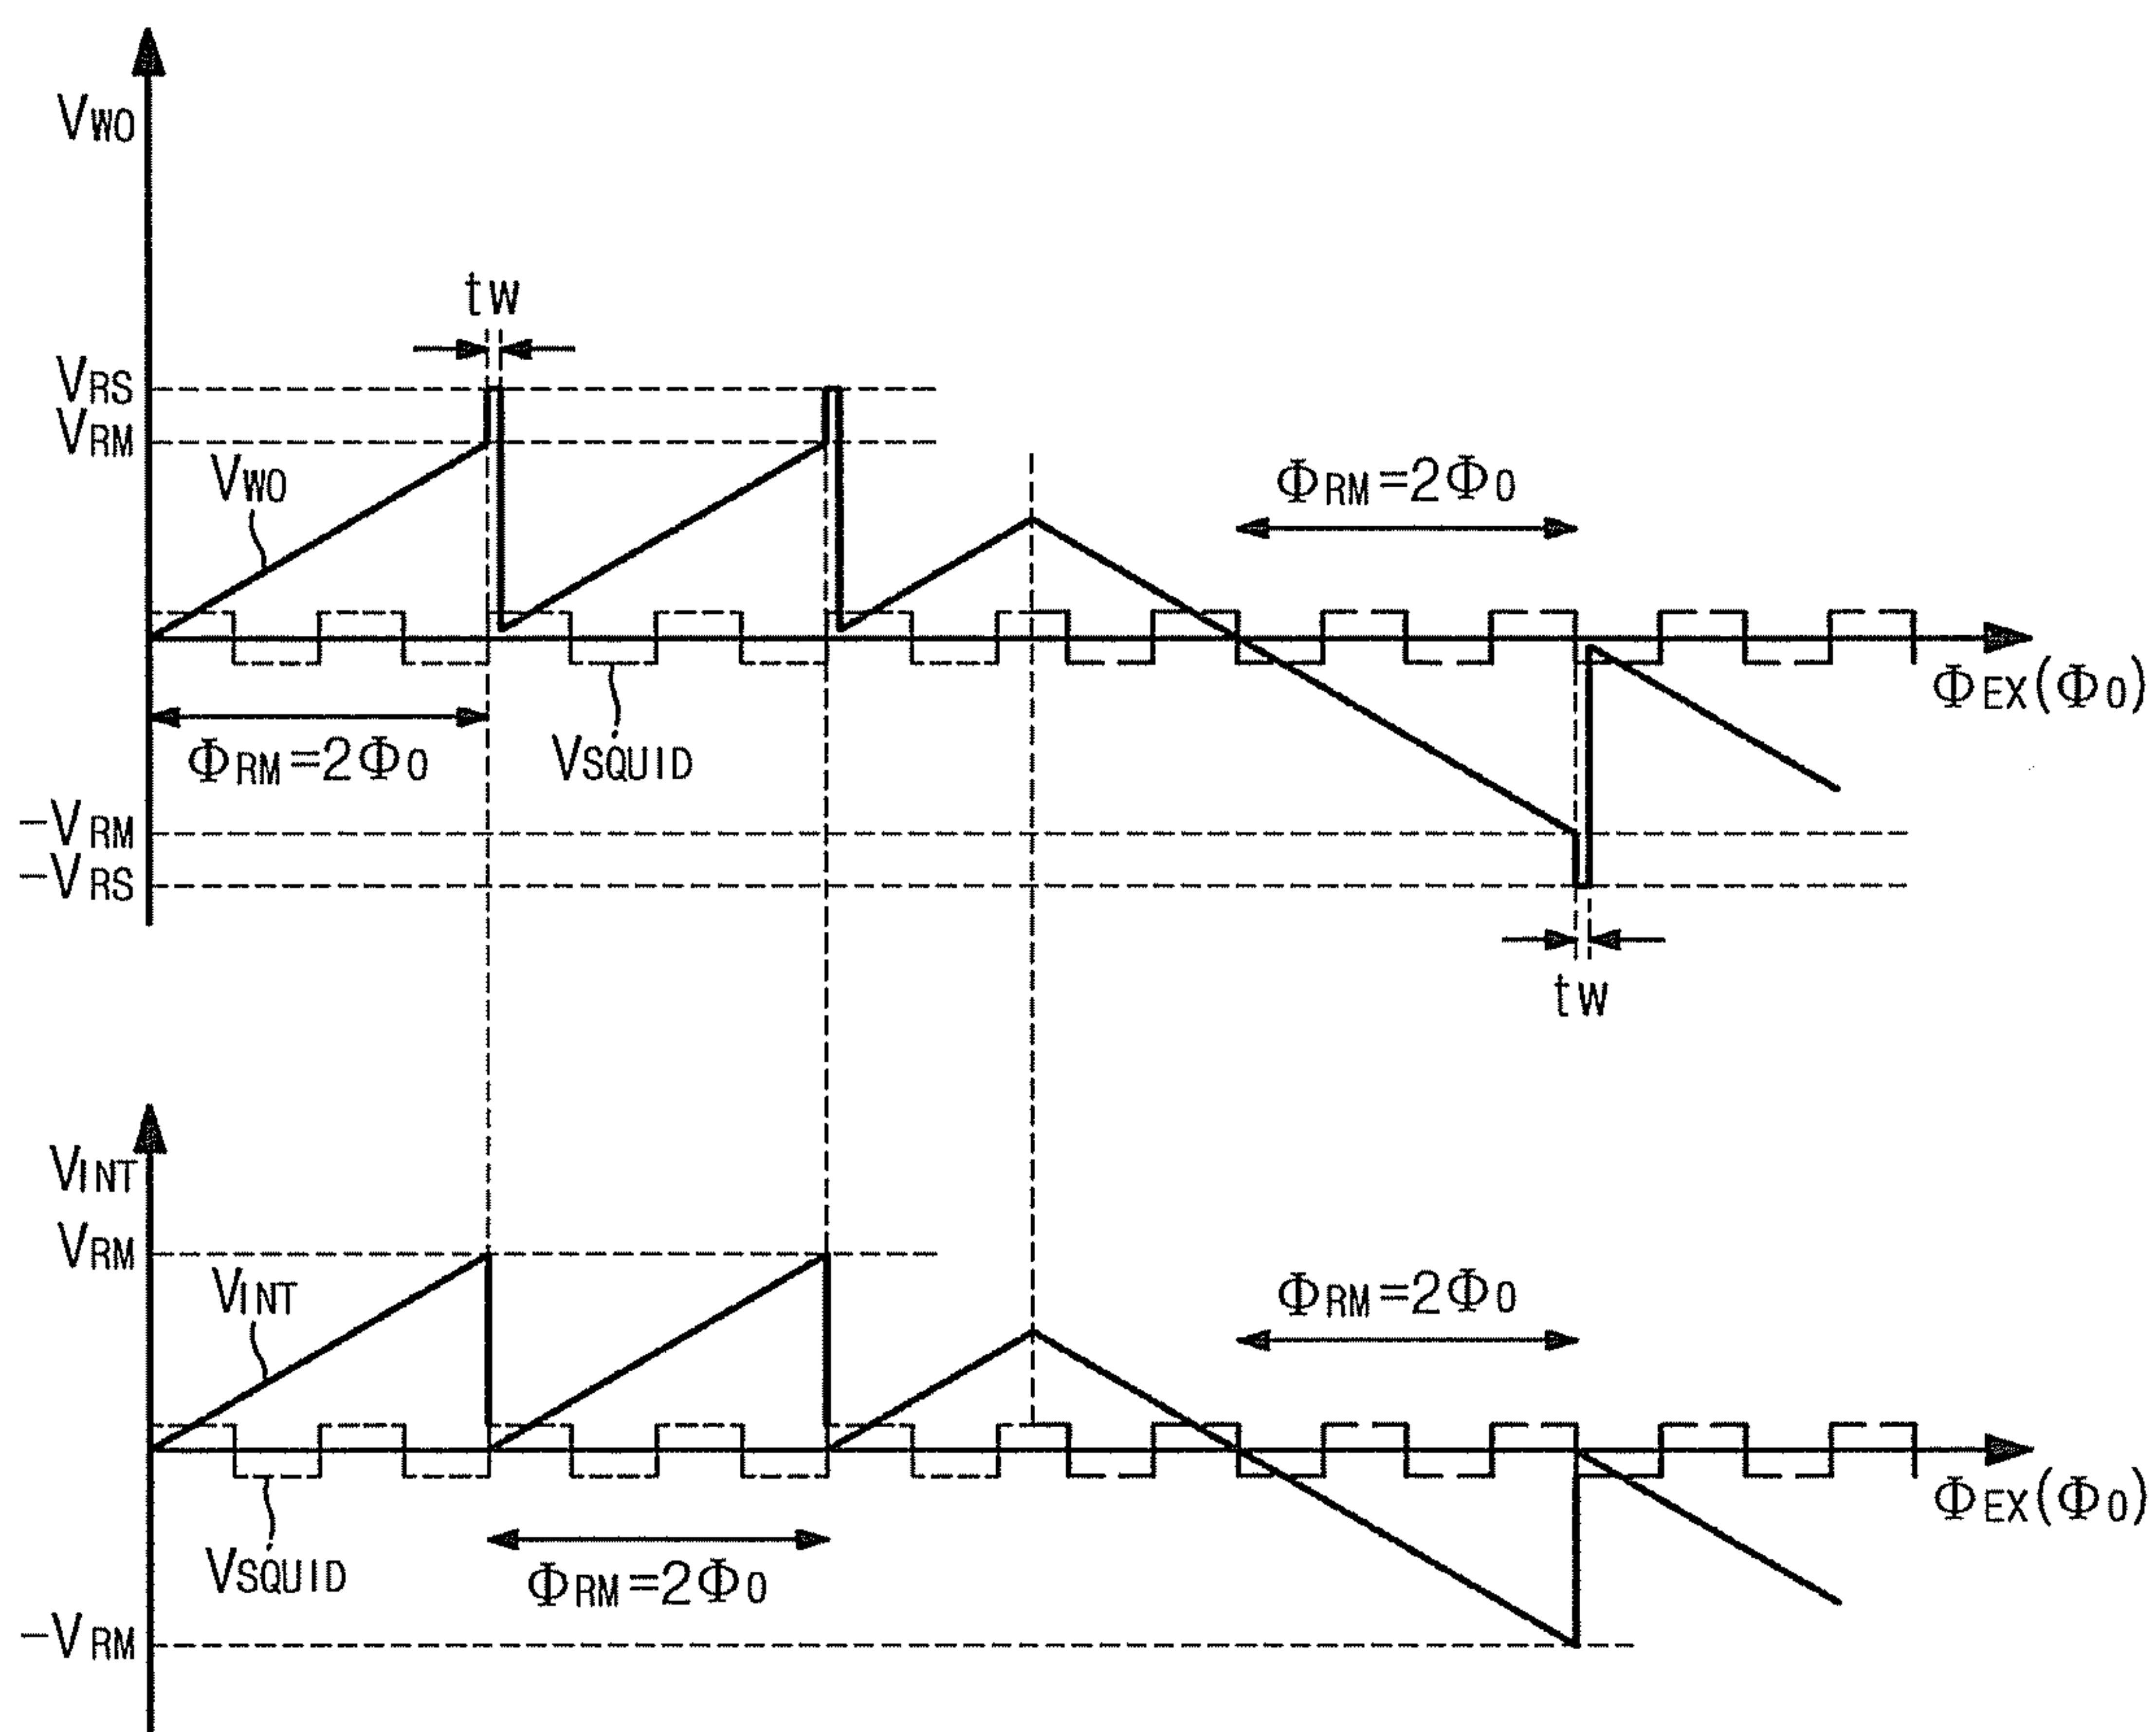 VWO
tw
VRS
VRM
VWO
ΦRM=2Φ0
ΦEX(Φ0)
ΦRM=2Φ0
VSQUID
-VRM
-VRS
tw
VINT
VRM
VINT
ΦRM=2Φ0
ΦEX(Φ0)
VSQUID
ΦRM=2Φ0
-VRM